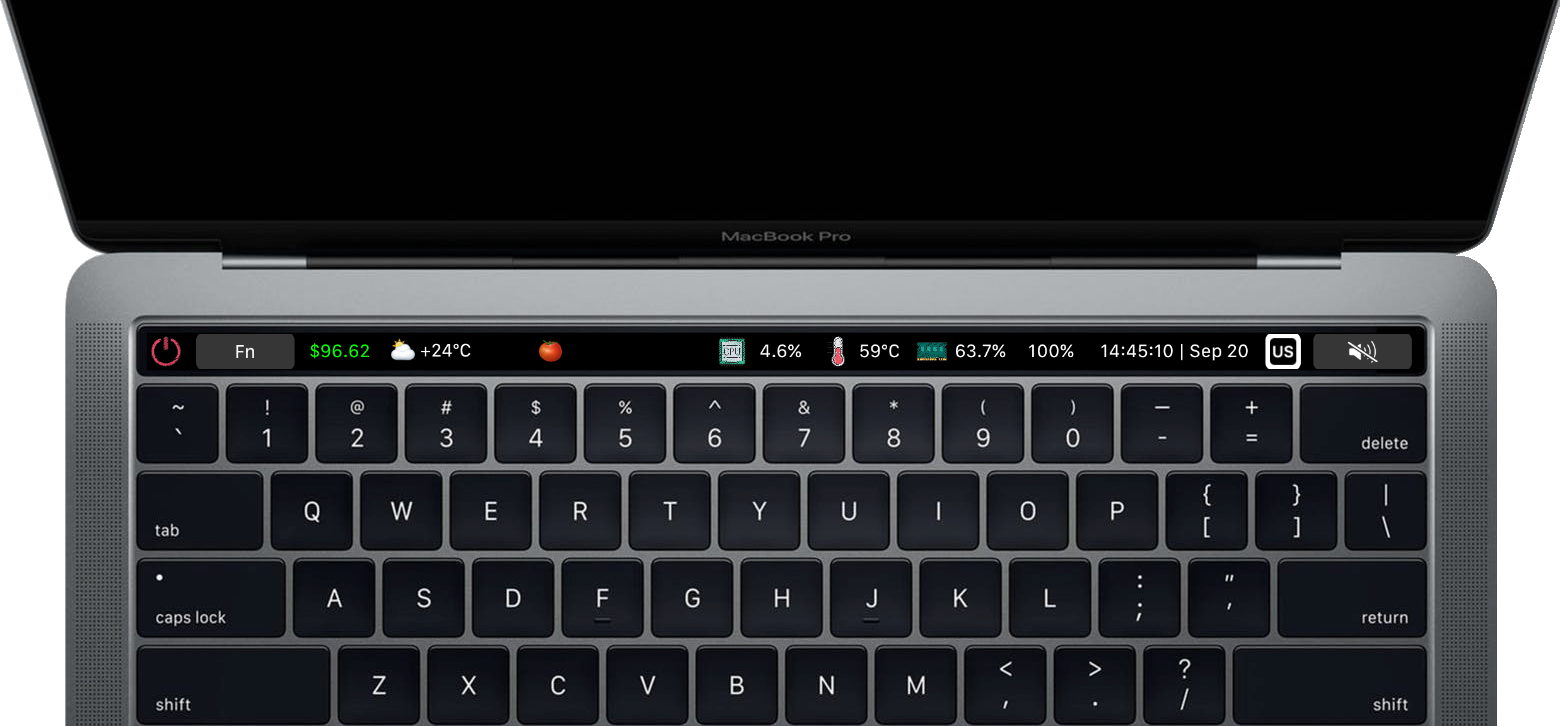 MacBook Pro
Fn $96.62 +24°C CPU 4.6% 59°C 63.7% 100% 14:45:10 | Sep 20 US
~ ! @ # $ % ^ & * ( ) — +
` 1 2 3 4 5 6 7 8 9 0 - = delete
{ } |
tab Q W E R T Y U I O P [ ] \
: "
caps lock A S D F G H J K L ; ' return
< > ?
shift Z X C V B N M , . / shift